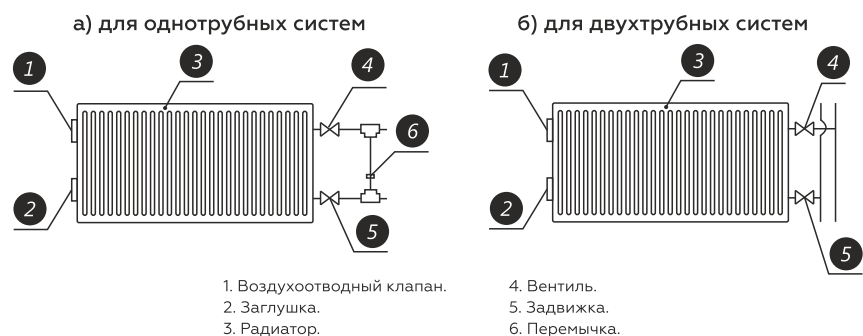 а) для однотрубных систем
б) для двухтрубных систем
1
3
4
6
2
5
1
3
4
2
5
1. Воздухоотводный клапан.
2. Заглушка.
3. Радиатор.
4. Вентиль.
5. Задвижка.
6. Перемычка.